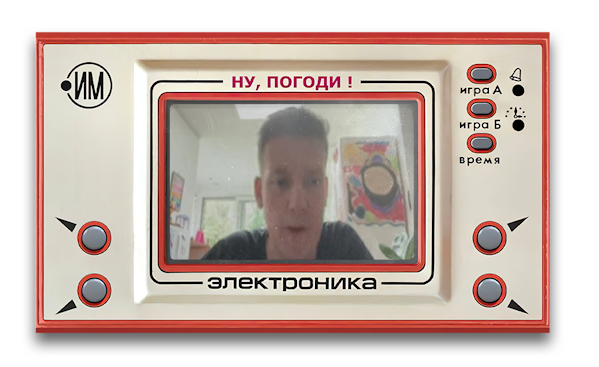 ИМ
НУ, ПОГОДИ !
игра А
игра Б
время
электроника